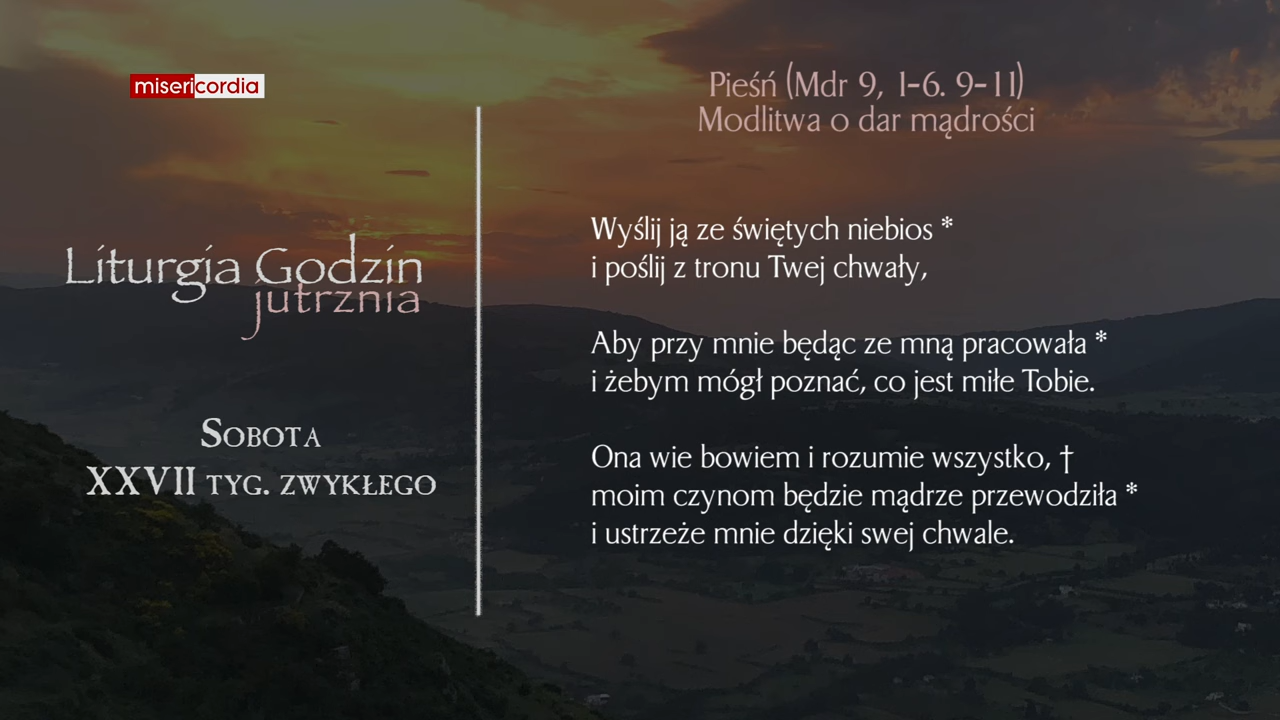 misericordia
Liturgia Godzin
jutrznia
Sobota
XXVII tyg. zwykłego
Pieśń (Mdr 9, 1-6. 9-11)
Modlitwa o dar mądrości
Wyślij ją ze świętych niebios *
i poślij z tronu Twej chwały,
Aby przy mnie będąc ze mną pracowała *
i żebym mógł poznać, co jest miłe Tobie.
Ona wie bowiem i rozumie wszystko, †
moim czynom będzie mądrze przewodziła *
i ustrzeże mnie dzięki swej chwale.